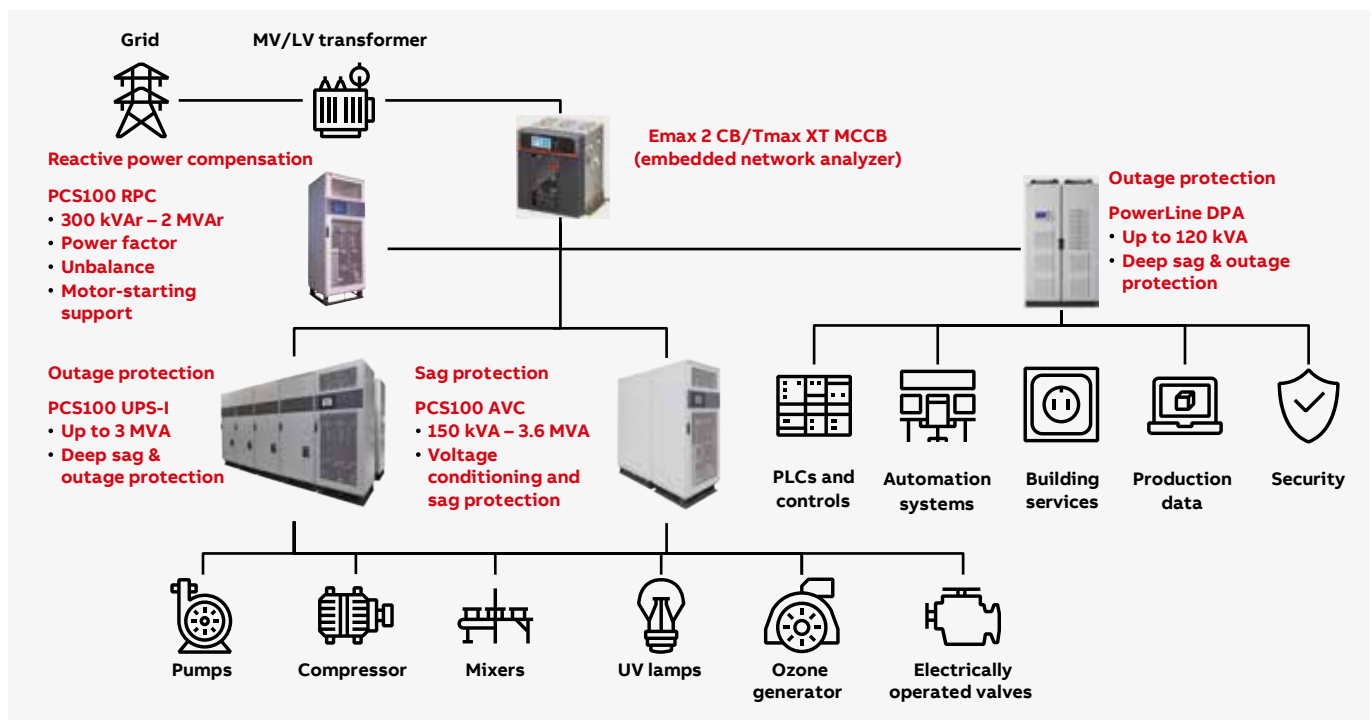 Grid
MV/LV transformer
Emax 2 CB/Tmax XT MCCB
(embedded network analyzer)
Reactive power compensation
PCS100 RPC
• 300 kVAr – 2 MVAr
• Power factor
• Unbalance
• Motor-starting
support
Outage protection
PowerLine DPA
• Up to 120 kVA
• Deep sag & outage
protection
Outage protection
PCS100 UPS-I
• Up to 3 MVA
• Deep sag &
outage protection
Sag protection
PCS100 AVC
• 150 kVA – 3.6 MVA
• Voltage
conditioning and
sag protection
PLCs and
controls
Automation
systems
Building
services
Production
data
Security
Pumps
Compressor
Mixers
UV lamps
Ozone
generator
Electrically
operated valves